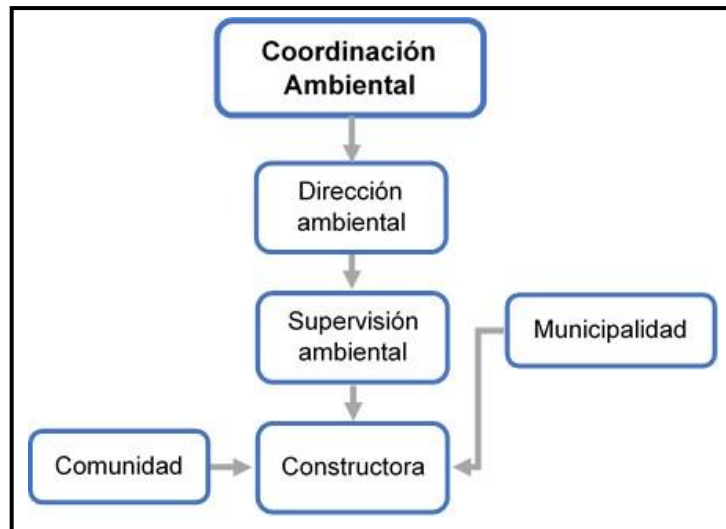 Coordinación
Ambiental
Dirección
ambiental
Supervisión
ambiental
Municipalidad
Comunidad
Constructora